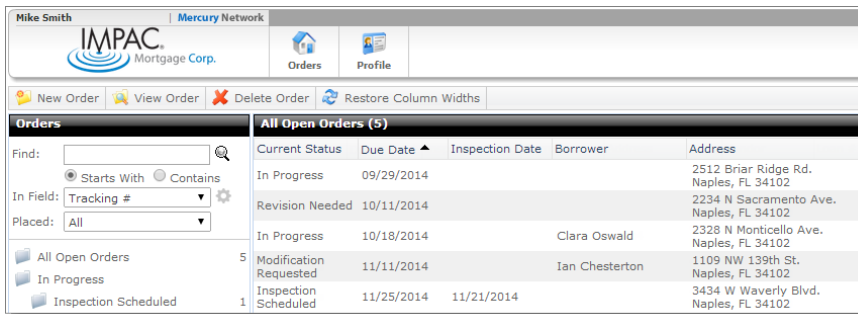 Mike Smith | Mercury Network
IMPAC®
Mortgage Corp.
Orders Profile
New Order View Order Delete Order Restore Column Widths
Orders
Find:
Starts With Contains
In Field: Tracking #
Placed: All
All Open Orders 5
In Progress
Inspection Scheduled 1
All Open Orders (5)
Current Status Due Date Inspection Date Borrower Address
In Progress 09/29/2014 2512 Briar Ridge Rd.
Naples, FL 34102
Revision Needed 10/11/2014 2234 N Sacramento Ave.
Naples, FL 34102
In Progress 10/18/2014 Clara Oswald 2328 N Monticello Ave.
Naples, FL 34102
Modification 11/11/2014 Ian Chesterton 1109 NW 139th St.
Requested Naples, FL 34102
Inspection 11/25/2014 11/21/2014 3434 W Waverly Blvd.
Scheduled Naples, FL 34102